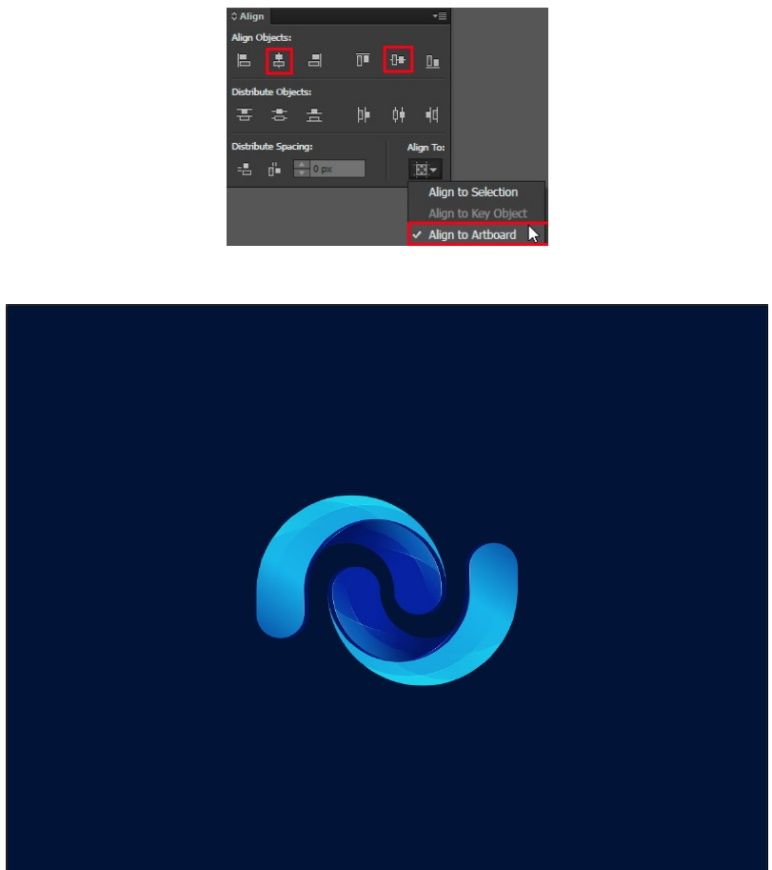 Align
Align Objects:
Distribute Objects:
Distribute Spacing:
Align To:
0 px
Align to Selection
Align to Key Object
Align to Artboard